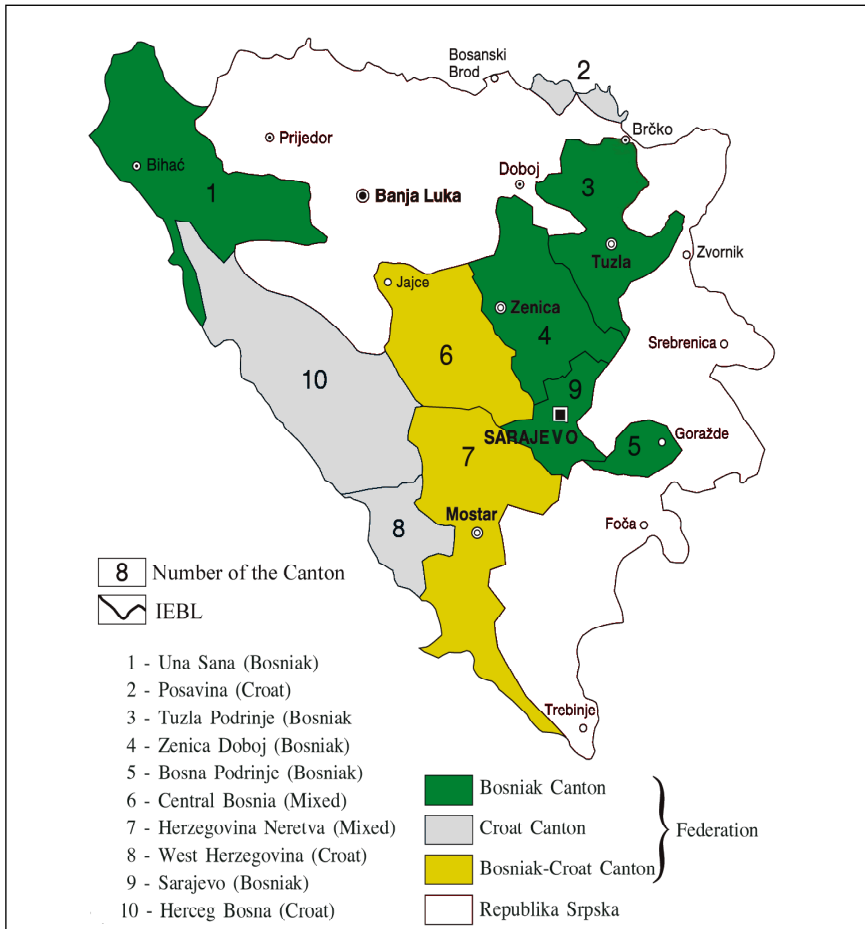 Bosanski
Brod
2
Brčko
Prijedor
Bihać
1
Doboj
3
Banja Luka
Tuzla
Zvornik
Jajce
Zenica
4
Srebrenica
6
10
9
SARAJEVO
5
Goražde
7
Mostar
8
Foča
Trebinje
8 Number of the Canton
IEBL
1 - Una Sana (Bosniak)
2 - Posavina (Croat)
3 - Tuzla Podrinje (Bosniak
4 - Zenica Doboj (Bosniak)
5 - Bosna Podrinje (Bosniak)
6 - Central Bosnia (Mixed)
7 - Herzegovina Neretva (Mixed)
8 - West Herzegovina (Croat)
9 - Sarajevo (Bosniak)
10 - Herceg Bosna (Croat)
Bosniak Canton
Croat Canton
Bosniak-Croat Canton
Federation
Republika Srpska